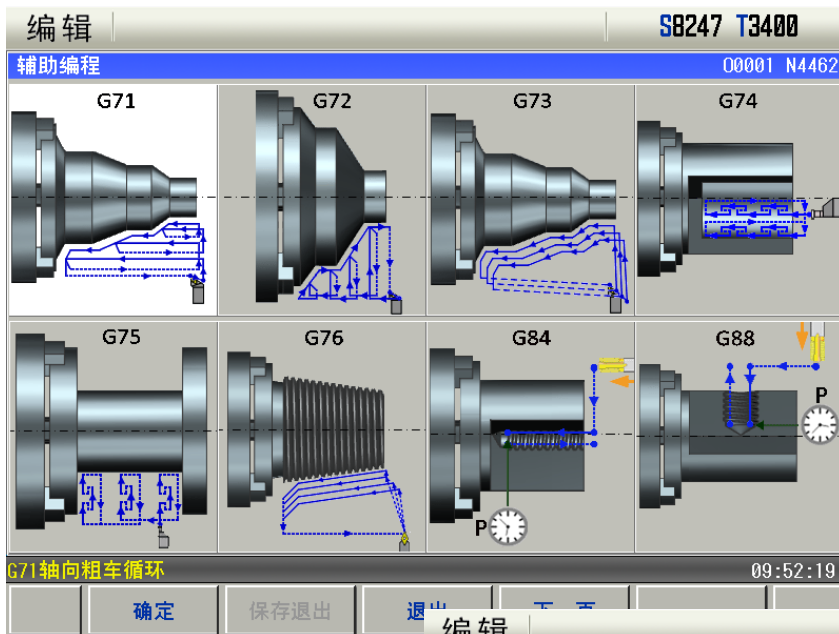 编辑 S8247 T3400
辅助编程 O0001 N4462
G71 G72 G73 G74
G75 G76 G84 G88
P
P
G71轴向粗车循环 09:52:19
确定 保存退出 退出 下一页
编辑